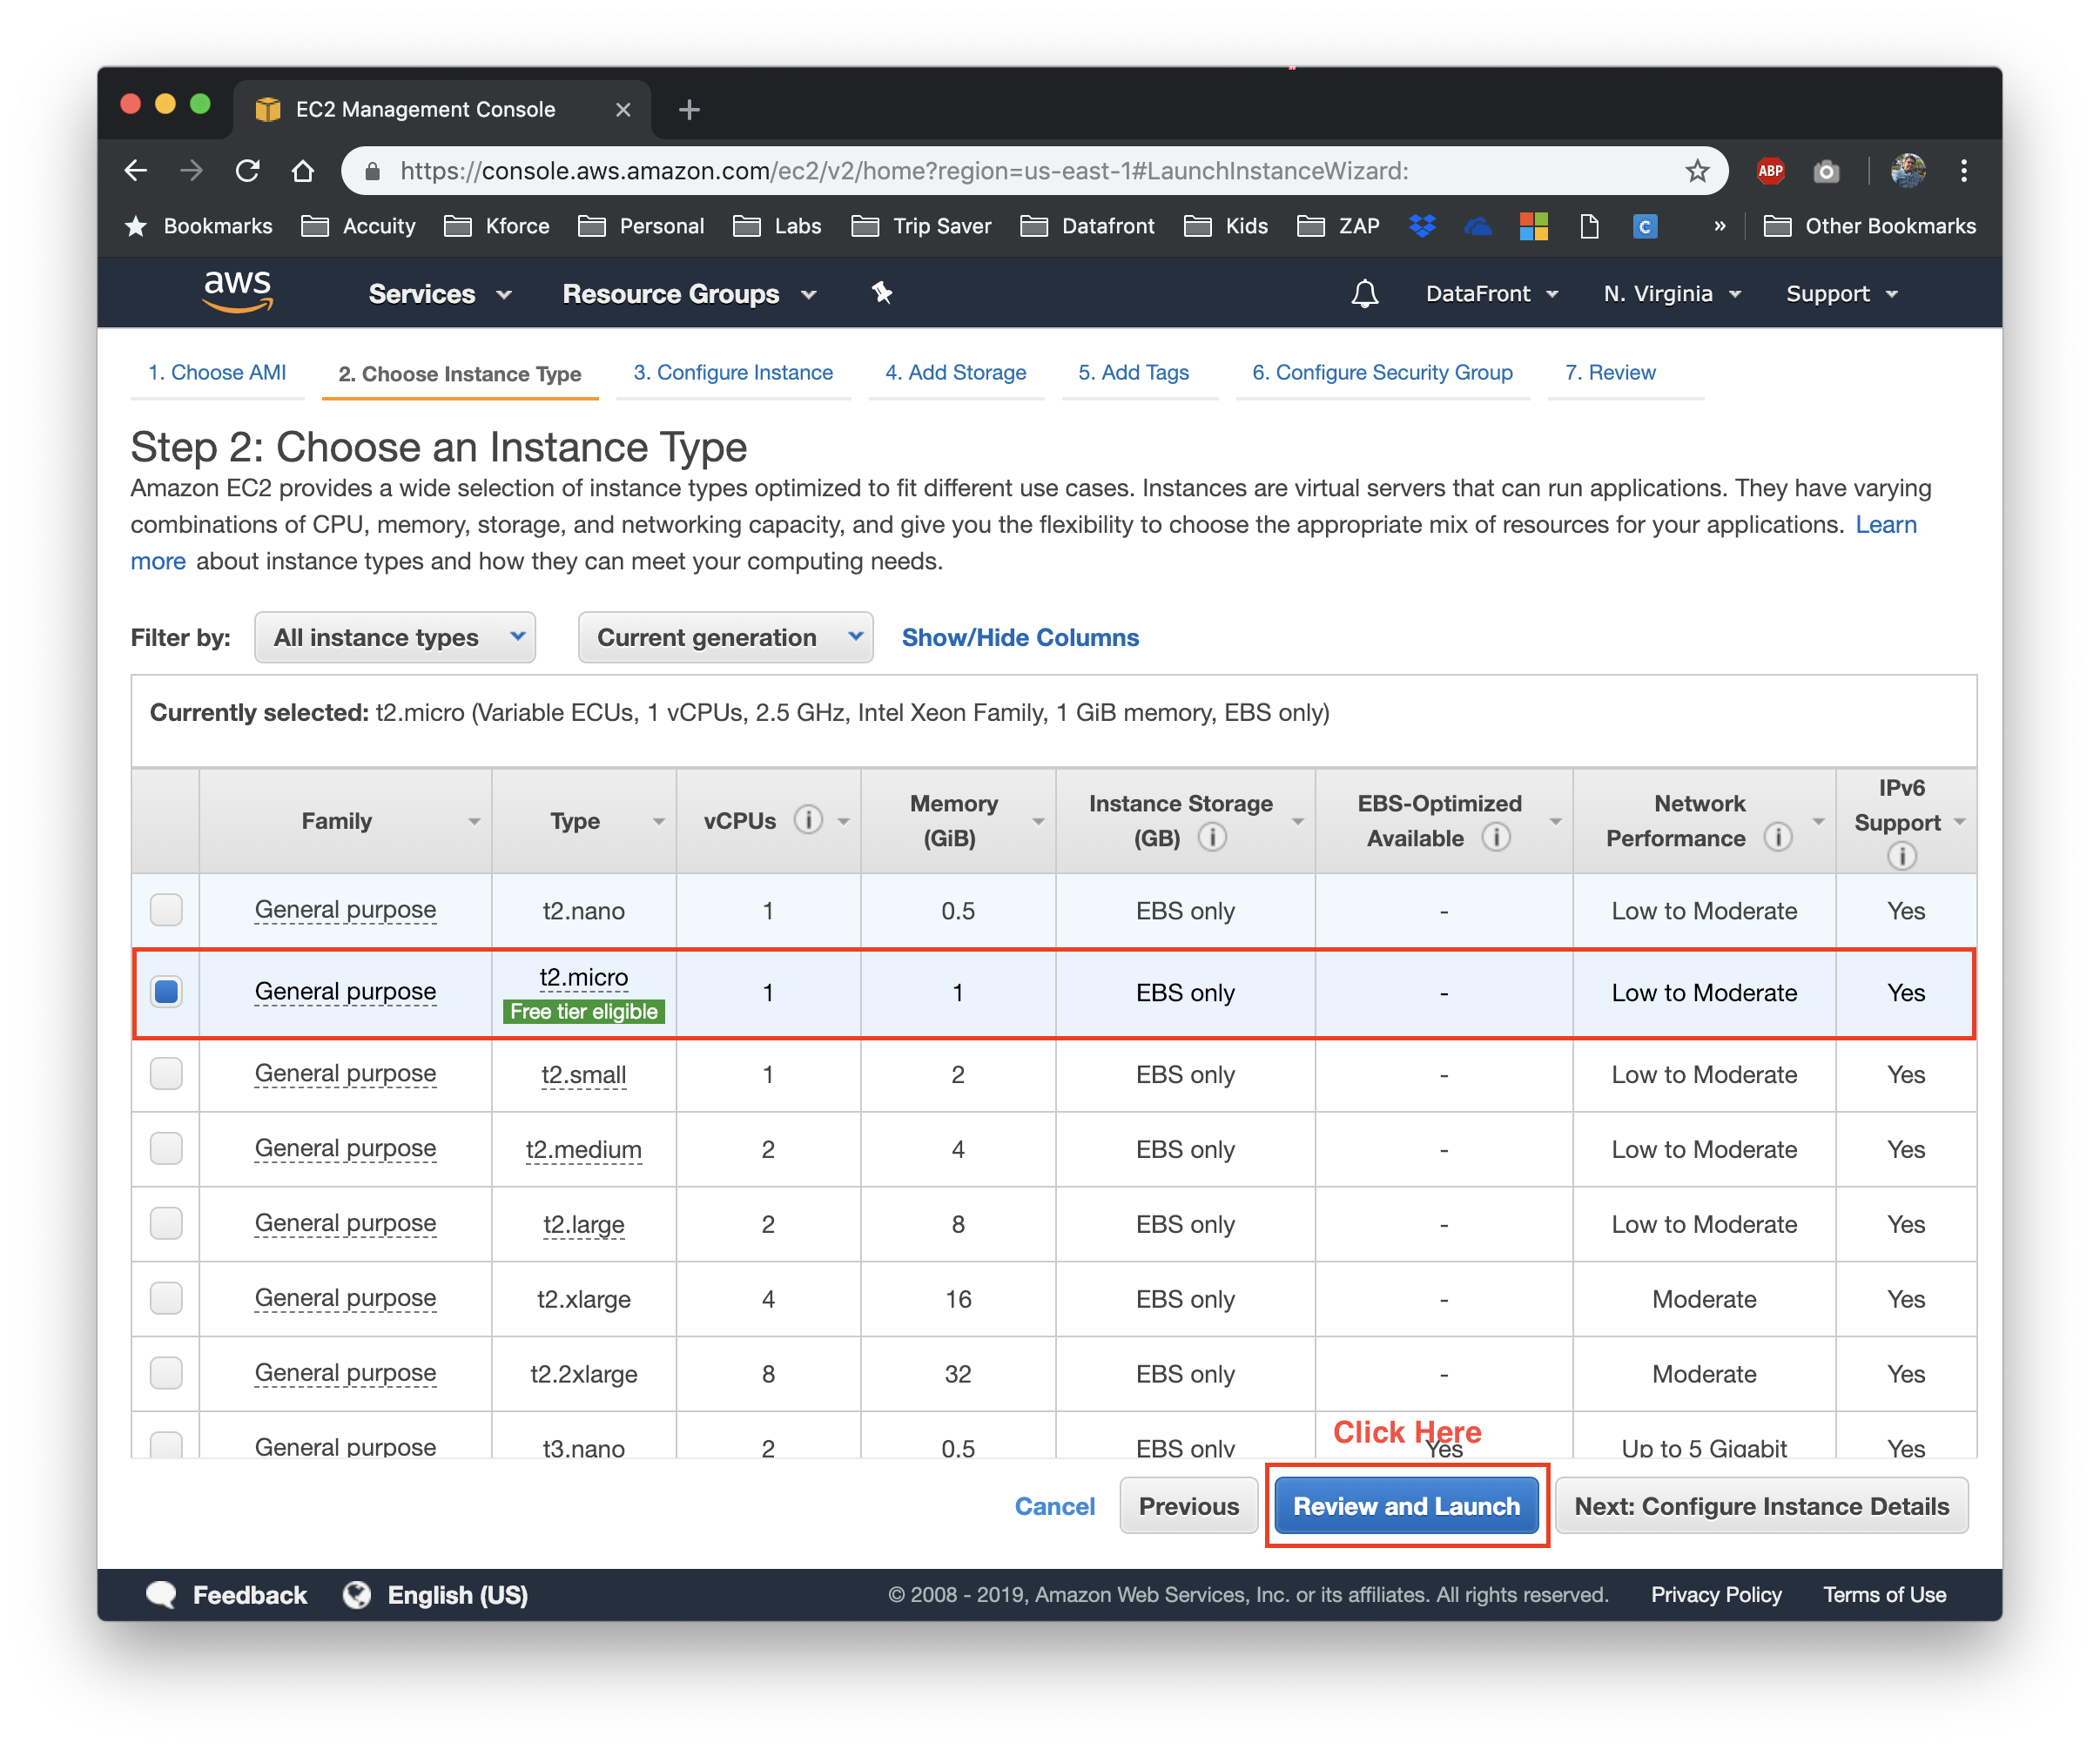 EC2 Management Console
https://console.aws.amazon.com/ec2/v2/home?region=us-east-1#LaunchInstanceWizard:
ABP
Bookmarks Accuity Kforce Personal Labs Trip Saver Datafront Kids ZAP C » Other Bookmarks
aws Services Resource Groups DataFront N. Virginia Support
1. Choose AMI 2. Choose Instance Type 3. Configure Instance 4. Add Storage 5. Add Tags 6. Configure Security Group 7. Review
Step 2: Choose an Instance Type
Amazon EC2 provides a wide selection of instance types optimized to fit different use cases. Instances are virtual servers that can run applications. They have varying
combinations of CPU, memory, storage, and networking capacity, and give you the flexibility to choose the appropriate mix of resources for your applications. Learn
more about instance types and how they can meet your computing needs.
Filter by: All instance types Current generation Show/Hide Columns
Currently selected: t2.micro (Variable ECUs, 1 vCPUs, 2.5 GHz, Intel Xeon Family, 1 GiB memory, EBS only)
Family Type vCPUs Memory (GiB) Instance Storage (GB) EBS-Optimized Available Network Performance IPv6 Support
General purpose t2.nano 1 0.5 EBS only - Low to Moderate Yes
General purpose t2.micro Free tier eligible 1 1 EBS only - Low to Moderate Yes
General purpose t2.small 1 2 EBS only - Low to Moderate Yes
General purpose t2.medium 2 4 EBS only - Low to Moderate Yes
General purpose t2.large 2 8 EBS only - Low to Moderate Yes
General purpose t2.xlarge 4 16 EBS only - Moderate Yes
General purpose t2.2xlarge 8 32 EBS only - Moderate Yes
Click Here
General purpose t3.nano 2 0.5 EBS only Yes Up to 5 Gigabit Yes
Cancel Previous Review and Launch Next: Configure Instance Details
Feedback English (US) © 2008 - 2019, Amazon Web Services, Inc. or its affiliates. All rights reserved. Privacy Policy Terms of Use